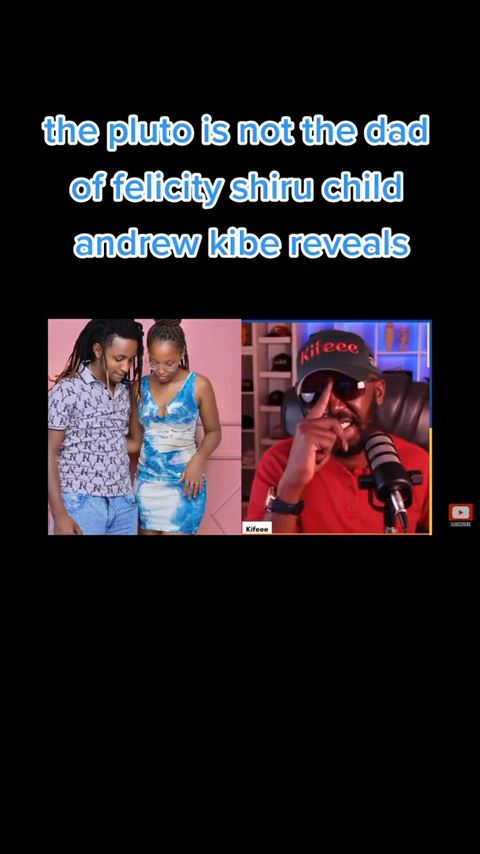 the pluto is not the dad
of felicity shiru child
andrew kibe reveals
Kifeee
Kifeee
SUBSCRIBE